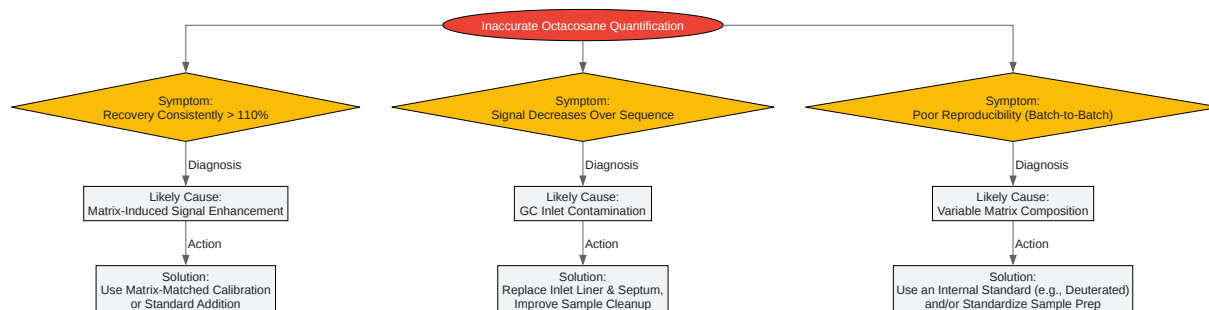 Inaccurate Octacosane Quantification
Symptom:
Recovery Consistently > 110%
Symptom:
Signal Decreases Over Sequence
Symptom:
Poor Reproducibility (Batch-to-Batch)
Diagnosis
Diagnosis
Diagnosis
Likely Cause:
Matrix-Induced Signal Enhancement
Likely Cause:
GC Inlet Contamination
Likely Cause:
Variable Matrix Composition
Action
Action
Action
Solution:
Use Matrix-Matched Calibration
or Standard Addition
Solution:
Replace Inlet Liner & Septum,
Improve Sample Cleanup
Solution:
Use an Internal Standard (e.g., Deuterated)
and/or Standardize Sample Prep